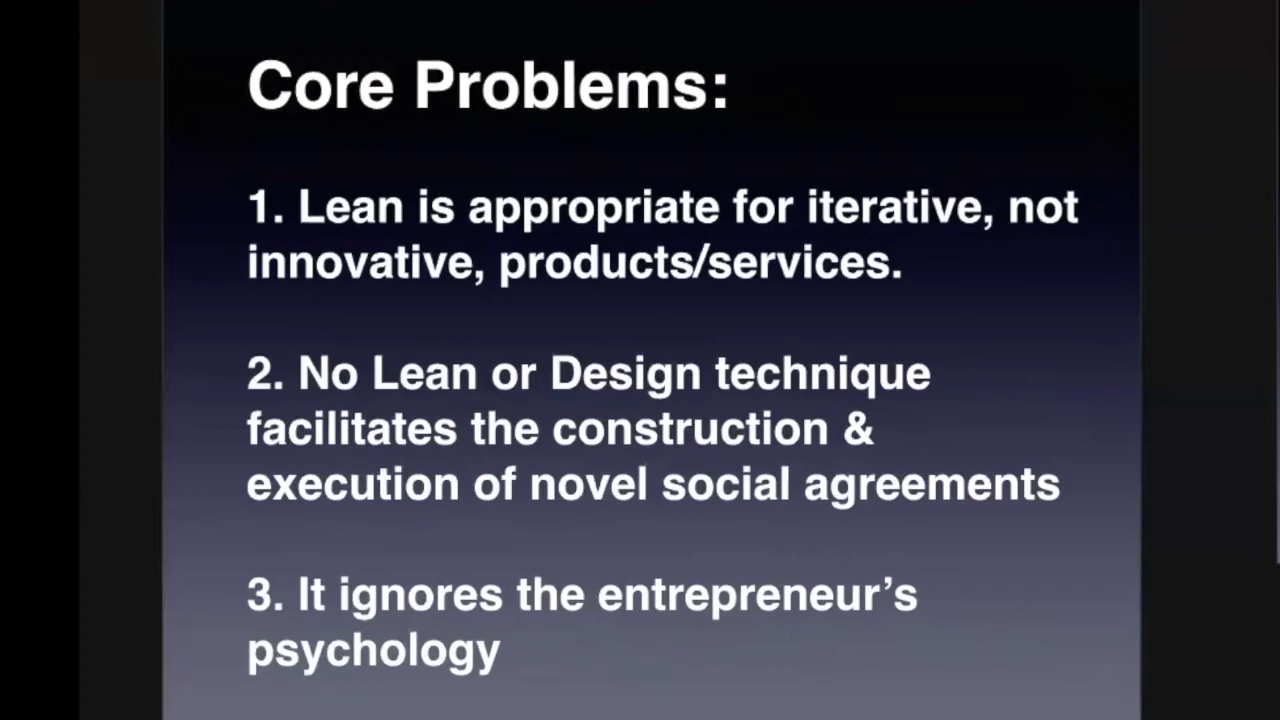 Core Problems:
1. Lean is appropriate for iterative, not
innovative, products/services.
2. No Lean or Design technique
facilitates the construction &
execution of novel social agreements
3. It ignores the entrepreneur’s
psychology